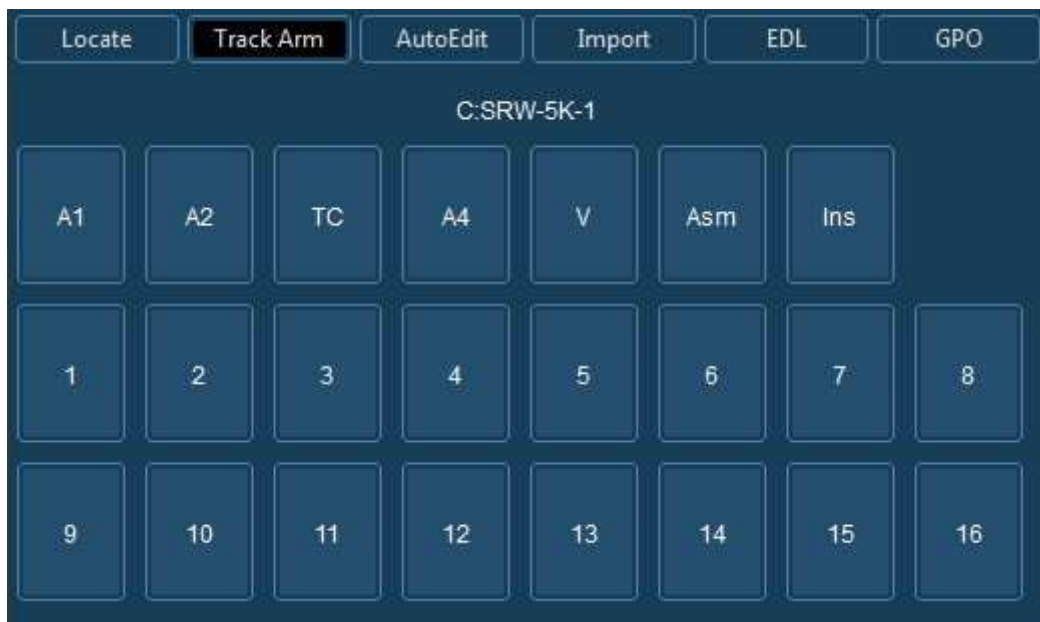 Locate Track Arm AutoEdit Import EDL GPO
C:SRW-5K-1
A1 A2 TC A4 V Asm Ins
1 2 3 4 5 6 7 8
9 10 11 12 13 14 15 16